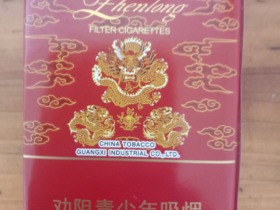 Zhenlong
FILTER CIGARETTES
CHINA TOBACCO
GUANGXI INDUSTRIAL CO., LTD.
劝阻青少年吸烟